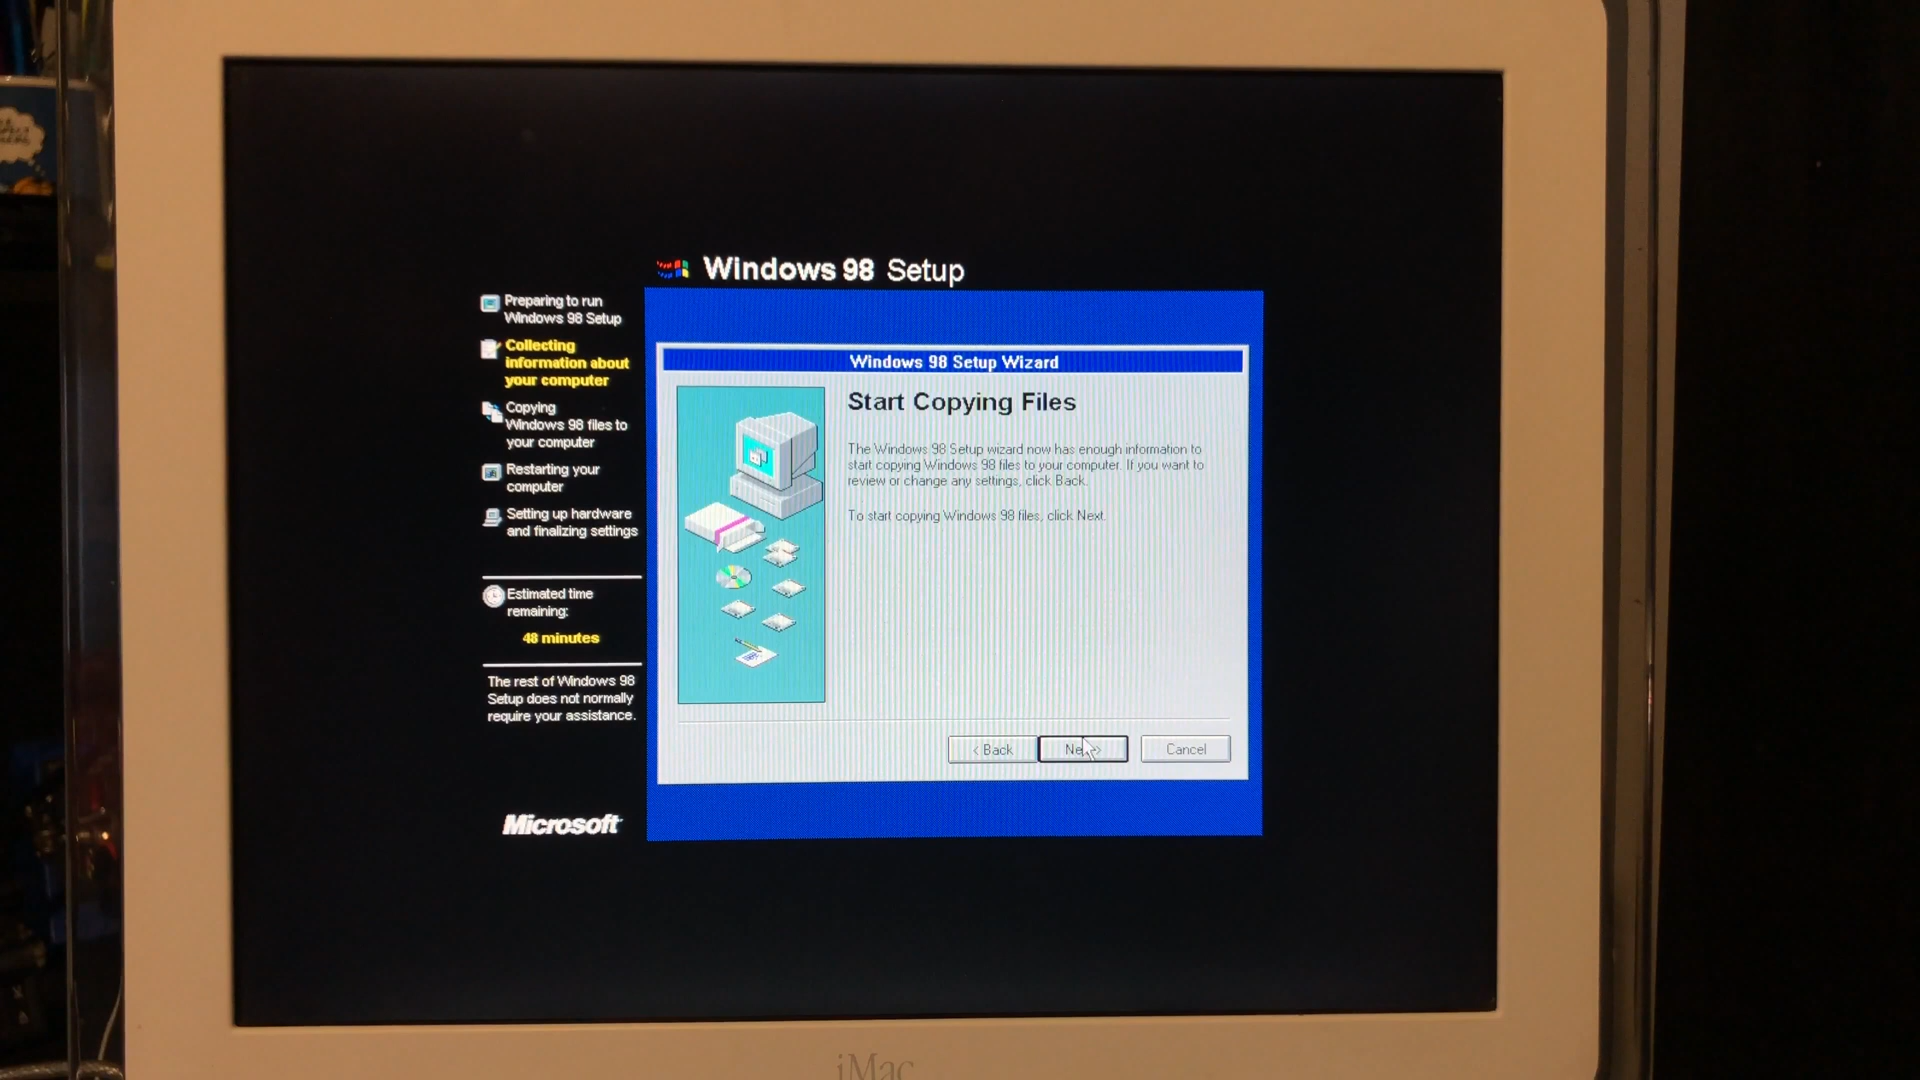 Windows 98 Setup
Preparing to run
Windows 98 Setup
Collecting
information about
your computer
Copying
Windows 98 files to
your computer
Restarting your
computer
Setting up hardware
and finalizing settings
Estimated time
remaining:
48 minutes
The rest of Windows 98
Setup does not normally
require your assistance.
Microsoft
Windows 98 Setup Wizard
Start Copying Files
The Windows 98 Setup wizard now has enough information to
start copying Windows 98 files to your computer. If you want to
review or change any settings, click Back.
To start copying Windows 98 files, click Next.
< Back
Cancel
iMac